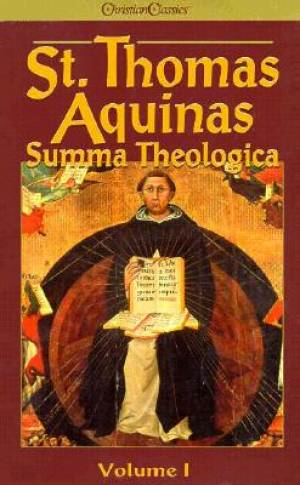 Christian Classics
St. Thomas
Aquinas
Summa Theologica
Volume I